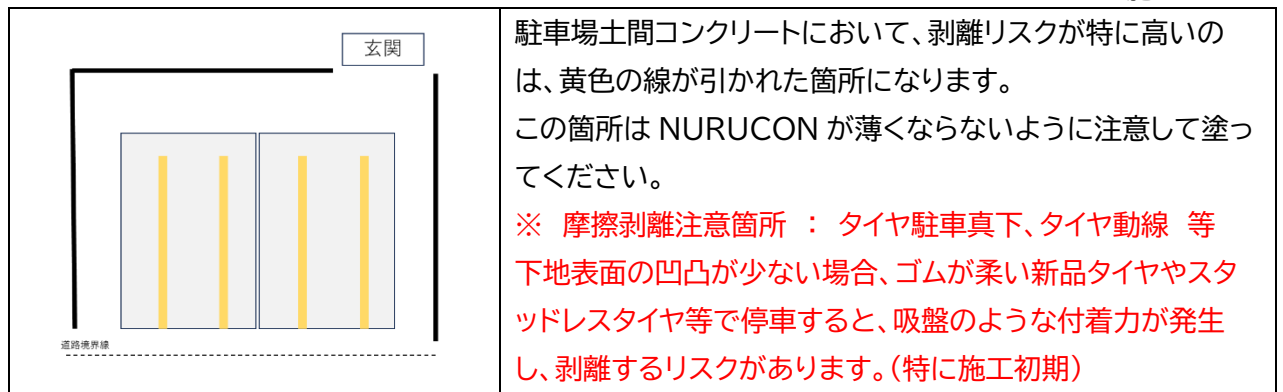 玄関
道路境界線
駐車場土間コンクリートにおいて、剥離リスクが特に高いの
は、黄色の線が引かれた箇所になります。
この箇所は NURUCON が薄くならないように注意して塗っ
てください。
※　摩擦剥離注意箇所　：　タイヤ駐車真下、タイヤ動線　等
下地表面の凹凸が少ない場合、ゴムが柔い新品タイヤやスタ
ッドレスタイヤ等で停車すると、吸盤のような付着力が発生
し、剥離するリスクがあります。（特に施工初期）